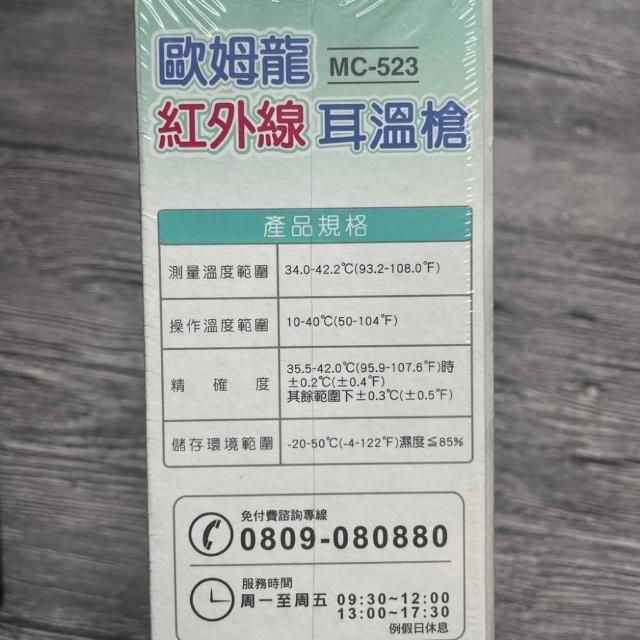 歐姆龍 MC-523
紅外線 耳溫槍
產品規格
測量溫度範圍 34.0-42.2℃(93.2-108.0℉)
操作溫度範圍 10-40℃(50-104℉)
精確度 35.5-42.0℃(95.9-107.6℉)時
±0.2℃(±0.4℉)
其餘範圍下±0.3℃(±0.5℉)
儲存環境範圍 -20-50℃(-4-122℉)濕度≦85%
免付費諮詢專線
0809-080880
服務時間
周一至周五 09:30~12:00
13:00~17:30
例假日休息